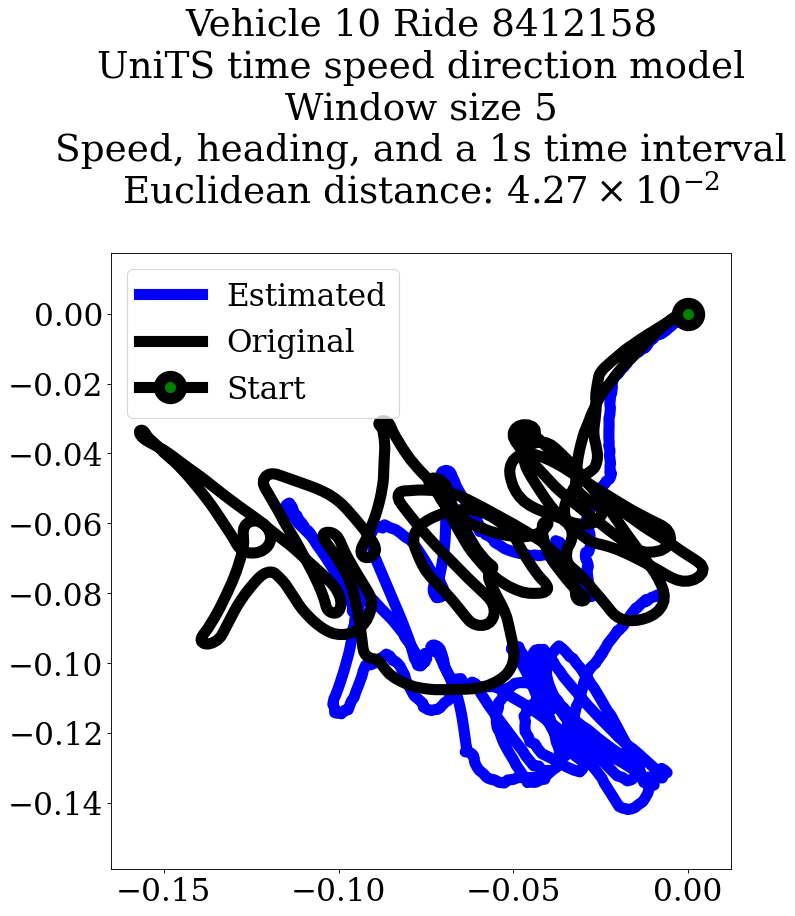 Vehicle 10 Ride 8412158
UniTS time speed direction model
Window size 5
Speed, heading, and a 1s time interval
Euclidean distance: 4.27 × 10⁻²
Estimated
Original
Start
0.00
−0.02
−0.04
−0.06
−0.08
−0.10
−0.12
−0.14
−0.15 −0.10 −0.05 0.00